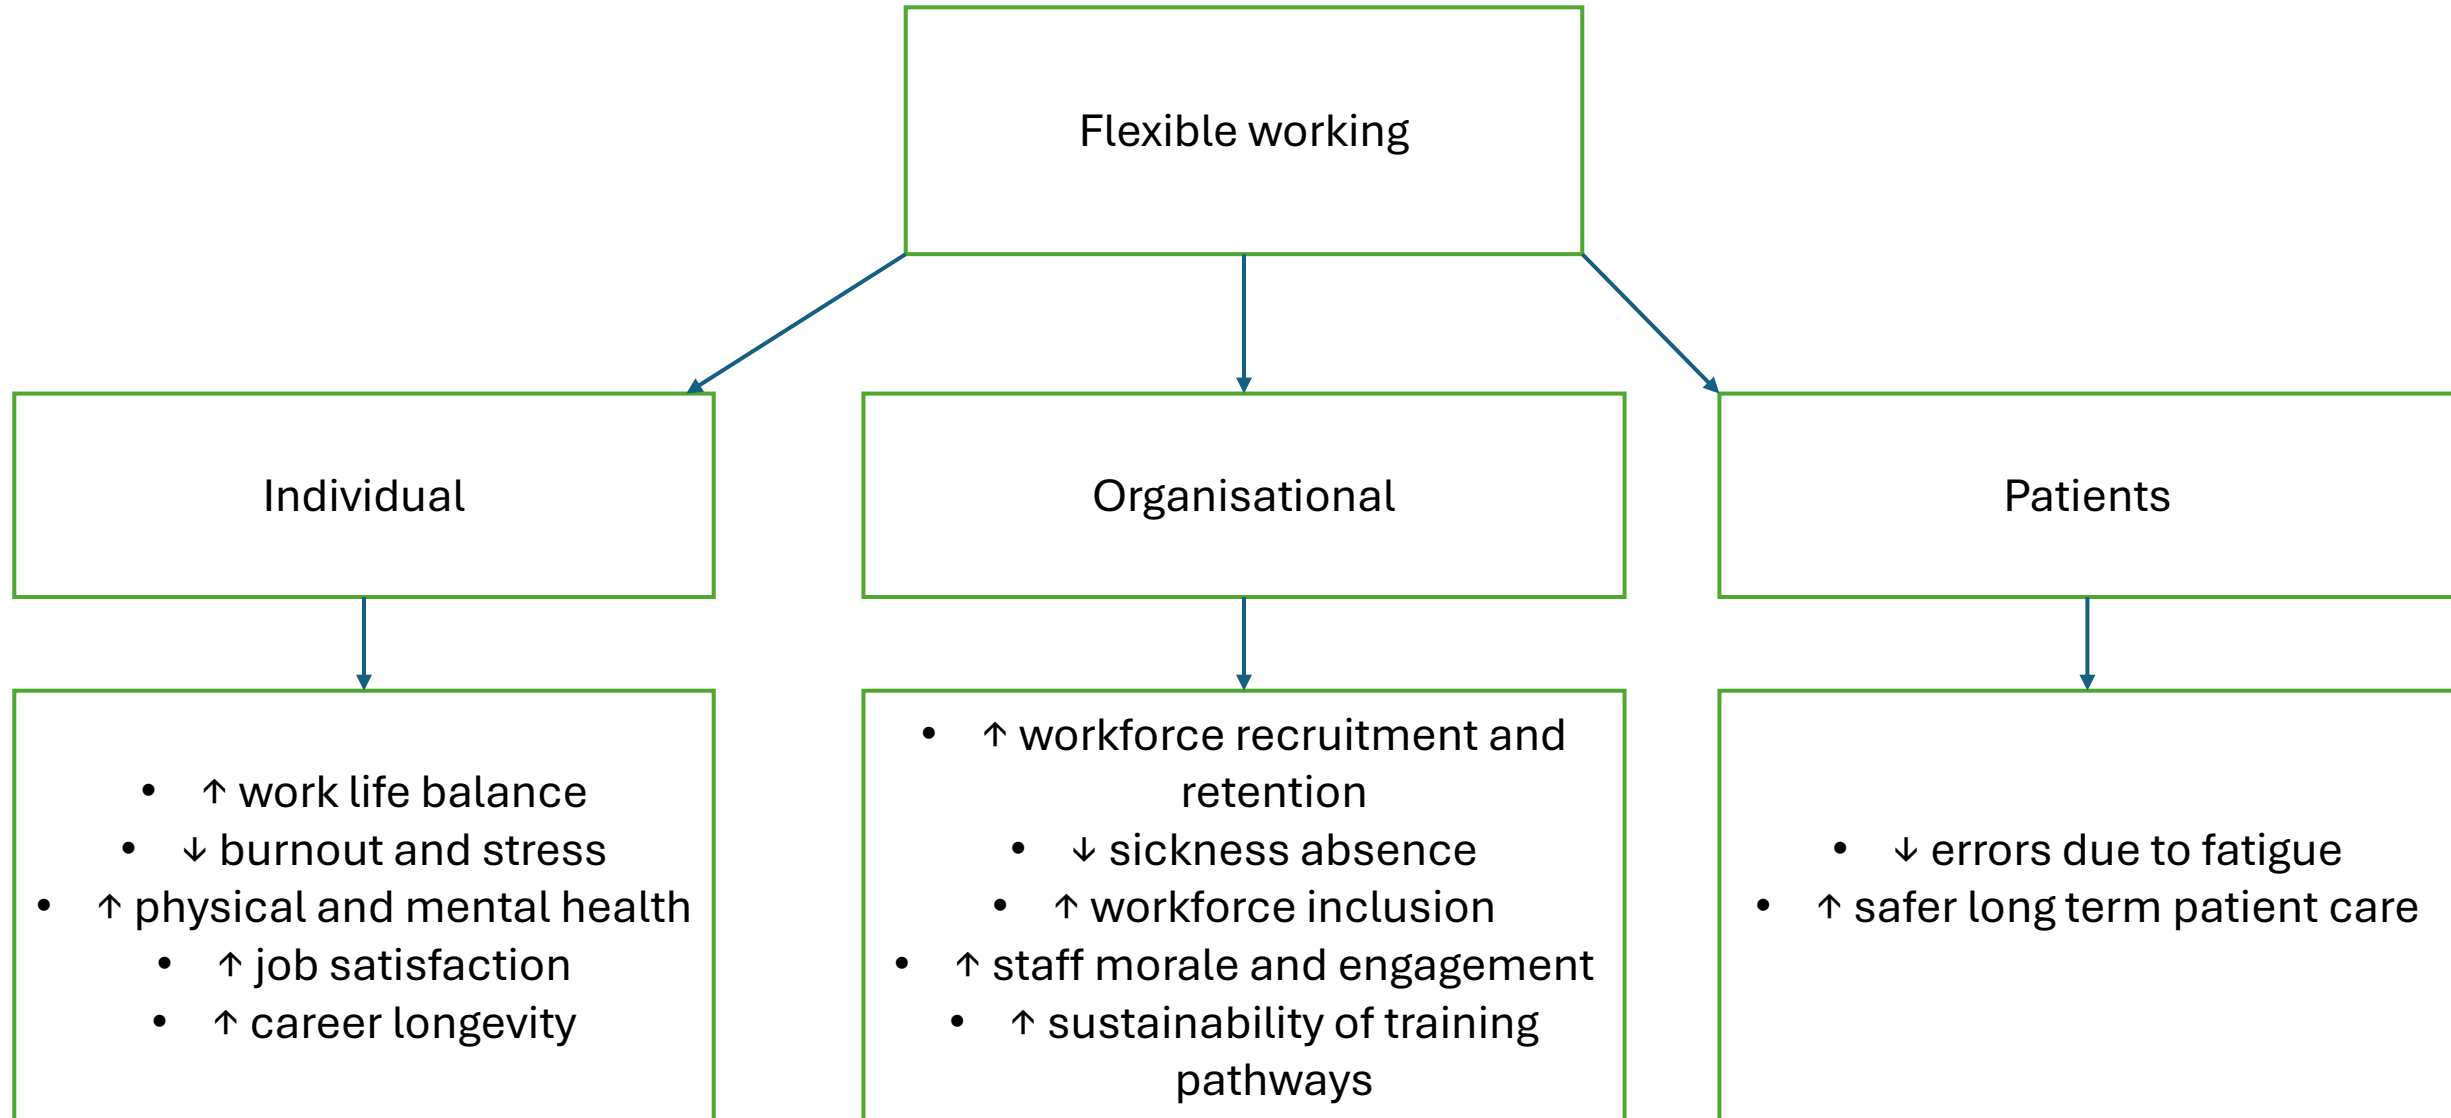 Flexible working
Individual
Organisational
Patients
• ↑ work life balance
• ↓ burnout and stress
• ↑ physical and mental health
• ↑ job satisfaction
• ↑ career longevity
• ↑ workforce recruitment and
retention
• ↓ sickness absence
• ↑ workforce inclusion
• ↑ staff morale and engagement
• ↑ sustainability of training
pathways
• ↓ errors due to fatigue
• ↑ safer long term patient care